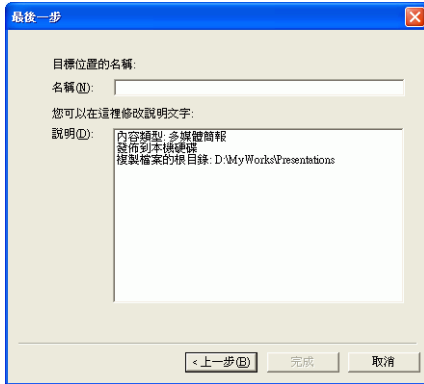 最後一步
目標位置的名稱:
名稱(N):
您可以在這裡修改說明文字:
說明(D):
內容類型: 多媒體簡報
發佈到本機硬碟
複製檔案的根目錄: D:\MyWorks\Presentations
<上一步(B)
完成
取消